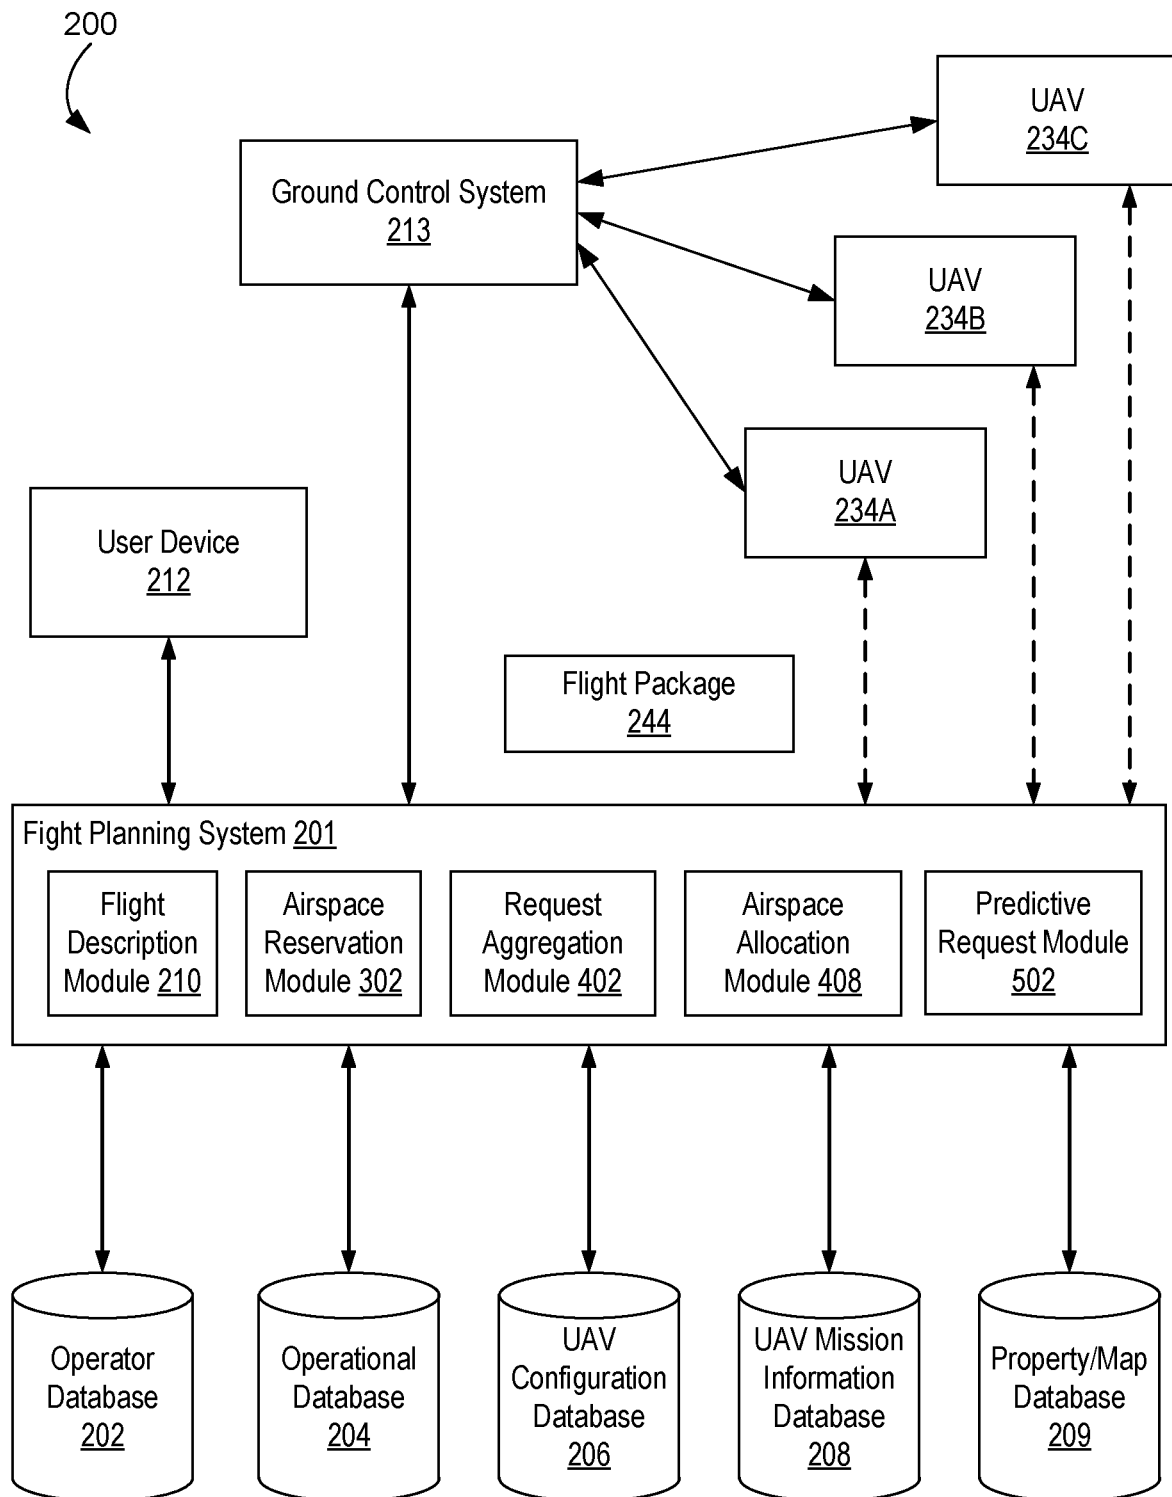 200
UAV
234C
Ground Control System
213
UAV
234B
UAV
234A
User Device
212
Flight Package
244
Fight Planning System 201
Flight
Description
Module 210
Airspace
Reservation
Module 302
Request
Aggregation
Module 402
Airspace
Allocation
Module 408
Predictive
Request Module
502
Operator
Database
202
Operational
Database
204
UAV
Configuration
Database
206
UAV Mission
Information
Database
208
Property/Map
Database
209